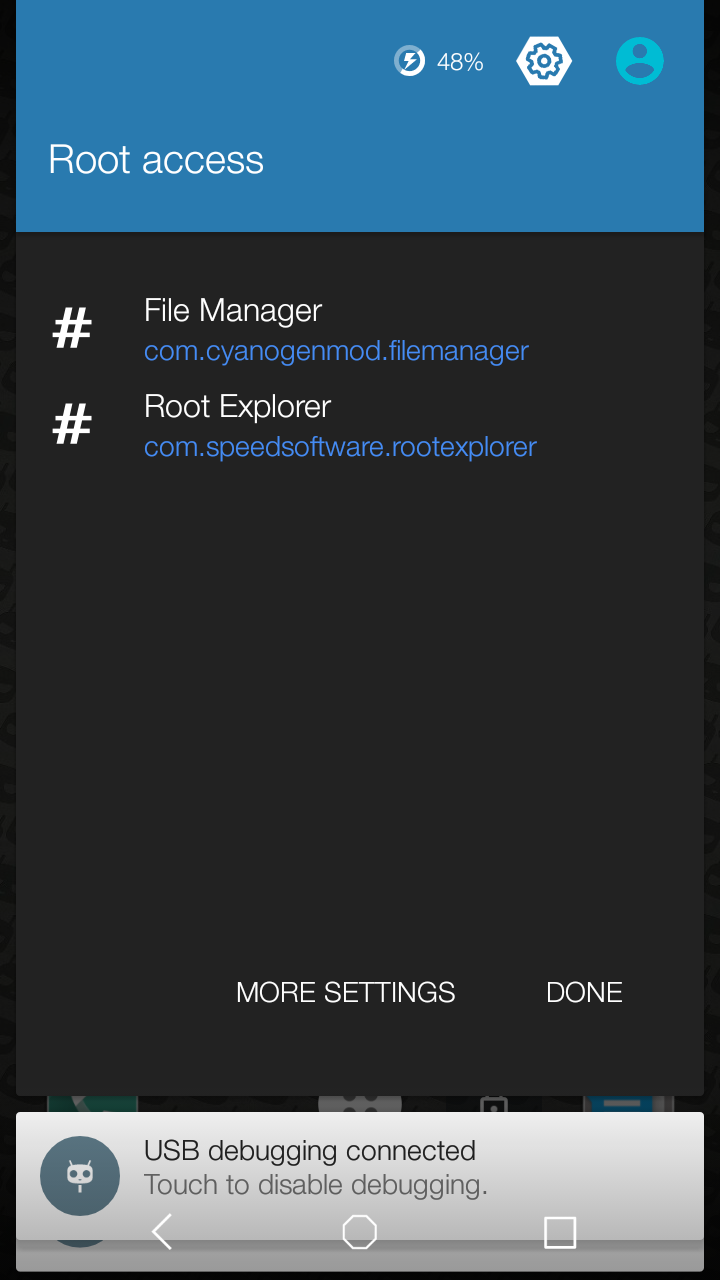 48%
Root access
# File Manager
com.cyanogenmod.filemanager
# Root Explorer
com.speedsoftware.rootexplorer
MORE SETTINGS DONE
USB debugging connected
Touch to disable debugging.